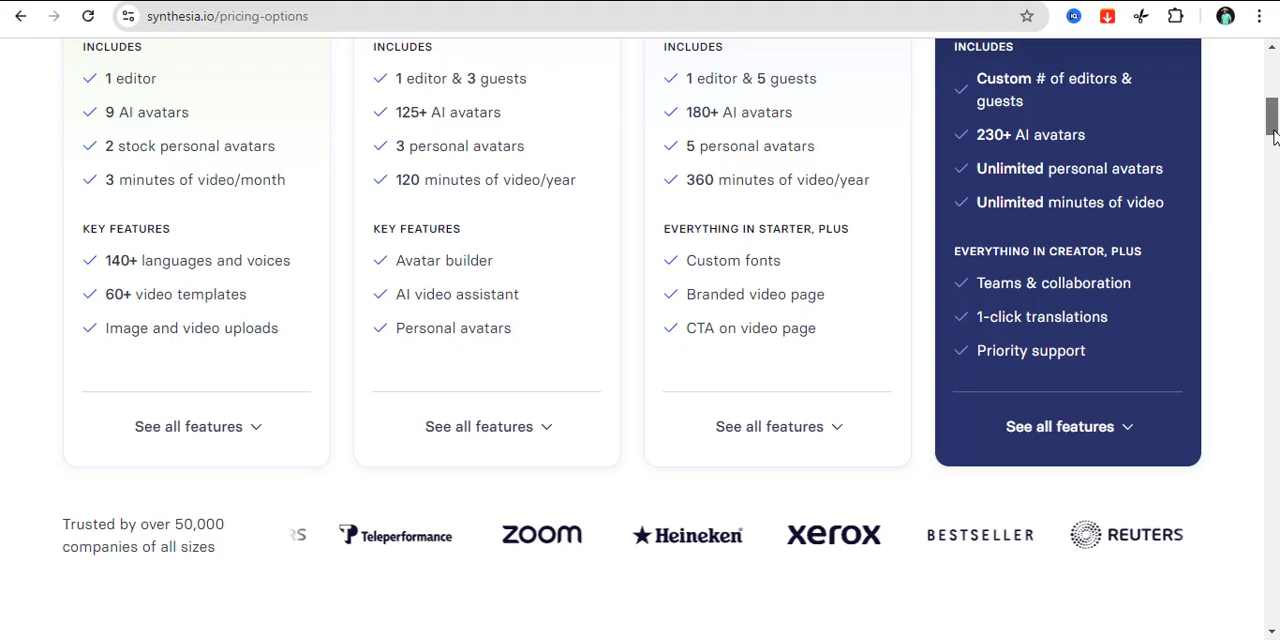 synthesia.io/pricing-options
INCLUDES
1 editor
9 AI avatars
2 stock personal avatars
3 minutes of video/month
KEY FEATURES
140+ languages and voices
60+ video templates
Image and video uploads
See all features
INCLUDES
1 editor & 3 guests
125+ AI avatars
3 personal avatars
120 minutes of video/year
KEY FEATURES
Avatar builder
AI video assistant
Personal avatars
See all features
INCLUDES
1 editor & 5 guests
180+ AI avatars
5 personal avatars
360 minutes of video/year
EVERYTHING IN STARTER, PLUS
Custom fonts
Branded video page
CTA on video page
See all features
INCLUDES
Custom # of editors &
guests
230+ AI avatars
Unlimited personal avatars
Unlimited minutes of video
EVERYTHING IN CREATOR, PLUS
Teams & collaboration
1-click translations
Priority support
See all features
Trusted by over 50,000
companies of all sizes
RS
Teleperformance
zoom
Heineken
xerox
BESTSELLER
REUTERS